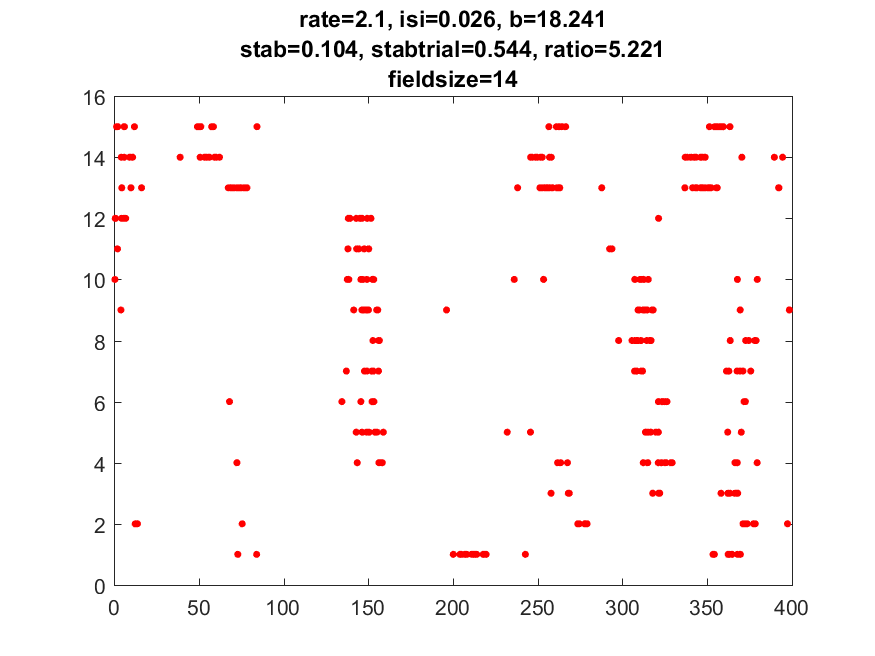 rate=2.1, isi=0.026, b=18.241
stab=0.104, stabtrial=0.544, ratio=5.221
fieldsize=14
16
14
12
10
8
6
4
2
0
0 50 100 150 200 250 300 350 400